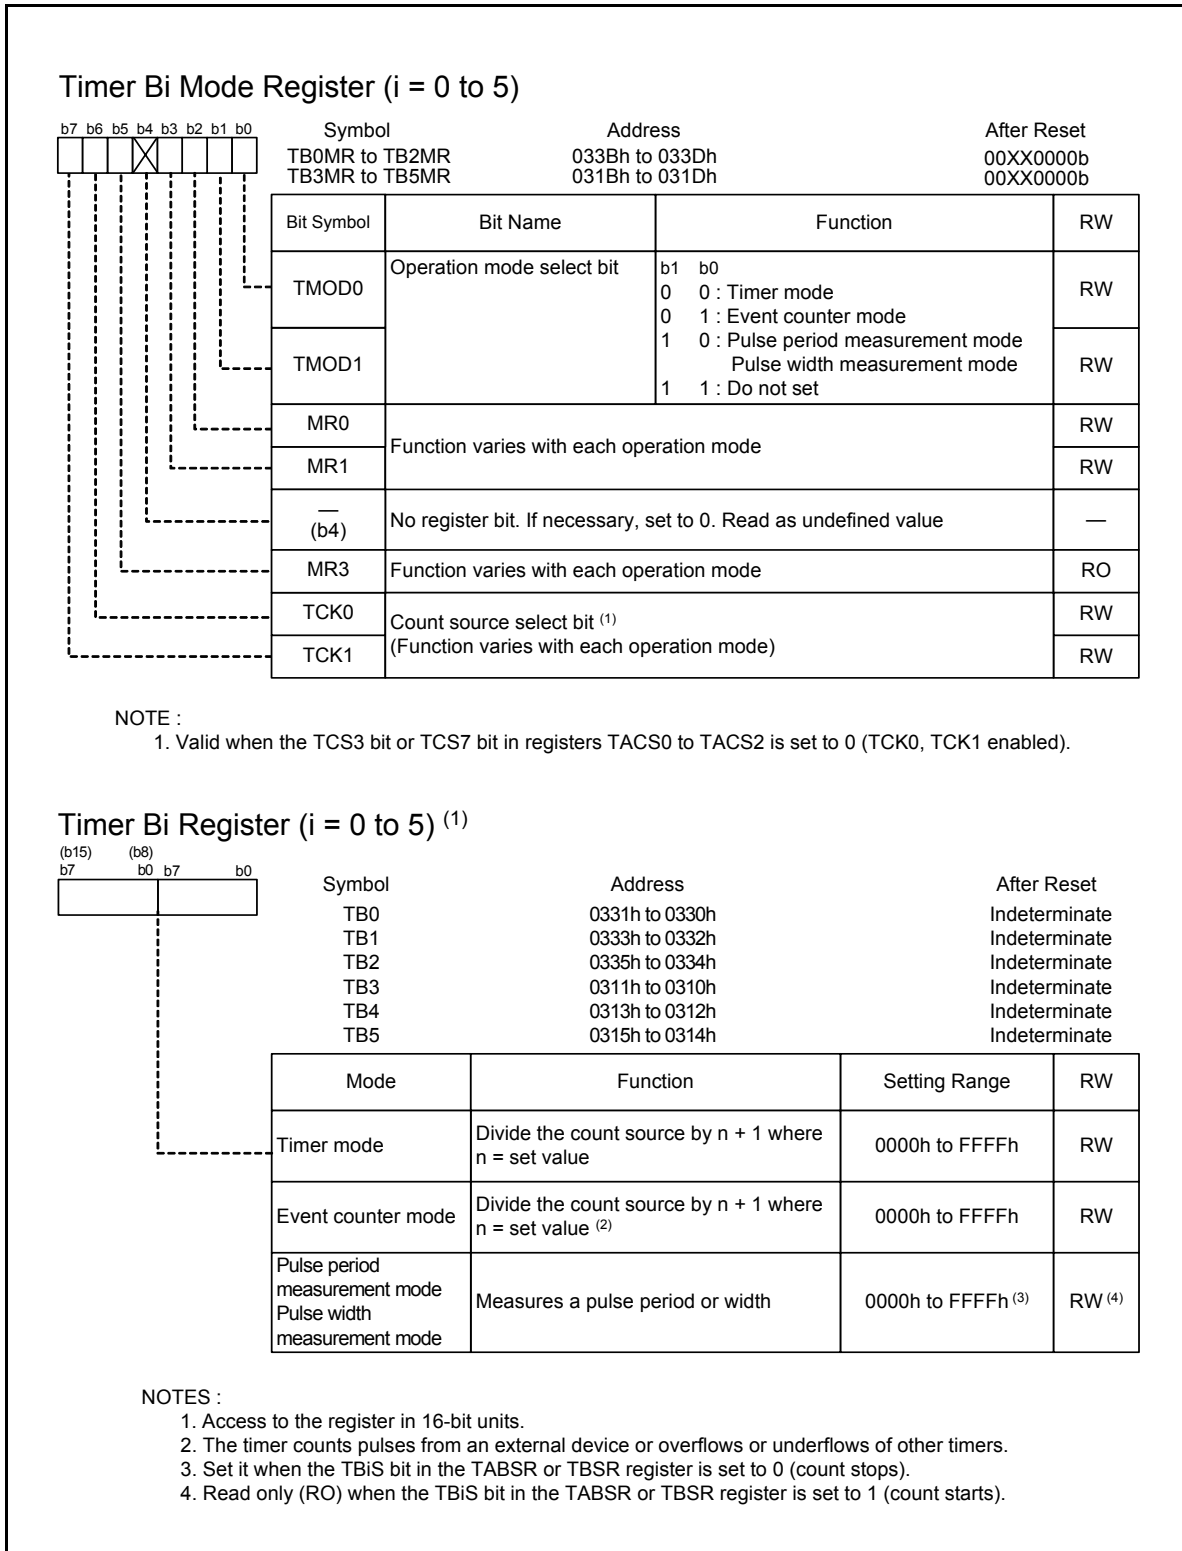 Timer Bi Mode Register (i = 0 to 5)
b7 b6 b5 b4 b3 b2 b1 b0
Symbol Address After Reset
TB0MR to TB2MR 033Bh to 033Dh 00XX0000b
TB3MR to TB5MR 031Bh to 031Dh 00XX0000b
Bit Symbol Bit Name Function RW
TMOD0 Operation mode select bit b1 b0
0 0 : Timer mode RW
0 1 : Event counter mode
TMOD1 1 0 : Pulse period measurement mode
Pulse width measurement mode RW
1 1 : Do not set
MR0 RW
Function varies with each operation mode
MR1 RW
— (b4) No register bit. If necessary, set to 0. Read as undefined value —
MR3 Function varies with each operation mode RO
TCK0 Count source select bit (1) RW
TCK1 (Function varies with each operation mode) RW
NOTE :
1. Valid when the TCS3 bit or TCS7 bit in registers TACS0 to TACS2 is set to 0 (TCK0, TCK1 enabled).
Timer Bi Register (i = 0 to 5) (1)
(b15) (b8)
b7 b0 b7 b0
Symbol Address After Reset
TB0 0331h to 0330h Indeterminate
TB1 0333h to 0332h Indeterminate
TB2 0335h to 0334h Indeterminate
TB3 0311h to 0310h Indeterminate
TB4 0313h to 0312h Indeterminate
TB5 0315h to 0314h Indeterminate
Mode Function Setting Range RW
Timer mode Divide the count source by n + 1 where
n = set value 0000h to FFFFh RW
Event counter mode Divide the count source by n + 1 where
n = set value (2) 0000h to FFFFh RW
Pulse period
measurement mode
Pulse width
measurement mode Measures a pulse period or width 0000h to FFFFh (3) RW (4)
NOTES :
1. Access to the register in 16-bit units.
2. The timer counts pulses from an external device or overflows or underflows of other timers.
3. Set it when the TBiS bit in the TABSR or TBSR register is set to 0 (count stops).
4. Read only (RO) when the TBiS bit in the TABSR or TBSR register is set to 1 (count starts).